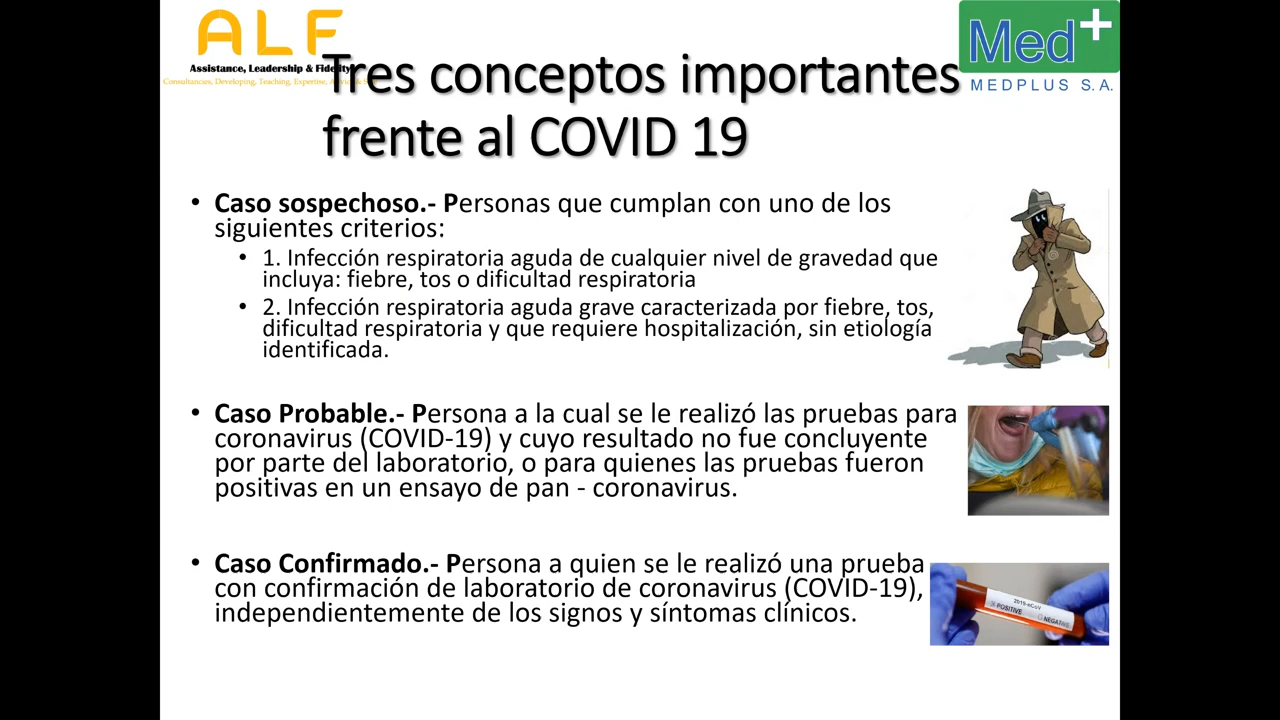 ALF
Assistance, Leadership & Fidelity
Consultancies, Developing, Teaching, Expertise,
Med+
MEDPLUS S.A.
Tres conceptos importantes
frente al COVID 19
• Caso sospechoso.- Personas que cumplan con uno de los
siguientes criterios:
• 1. Infección respiratoria aguda de cualquier nivel de gravedad que
incluya: fiebre, tos o dificultad respiratoria
• 2. Infección respiratoria aguda grave caracterizada por fiebre, tos,
dificultad respiratoria y que requiere hospitalización, sin etiología
identificada.
• Caso Probable.- Persona a la cual se le realizó las pruebas para
coronavirus (COVID-19) y cuyo resultado no fue concluyente
por parte del laboratorio, o para quienes las pruebas fueron
positivas en un ensayo de pan - coronavirus.
• Caso Confirmado.- Persona a quien se le realizó una prueba
con confirmación de laboratorio de coronavirus (COVID-19),
independientemente de los signos y síntomas clínicos.
2019-nCoV
POSITIVE
NEGATIVE